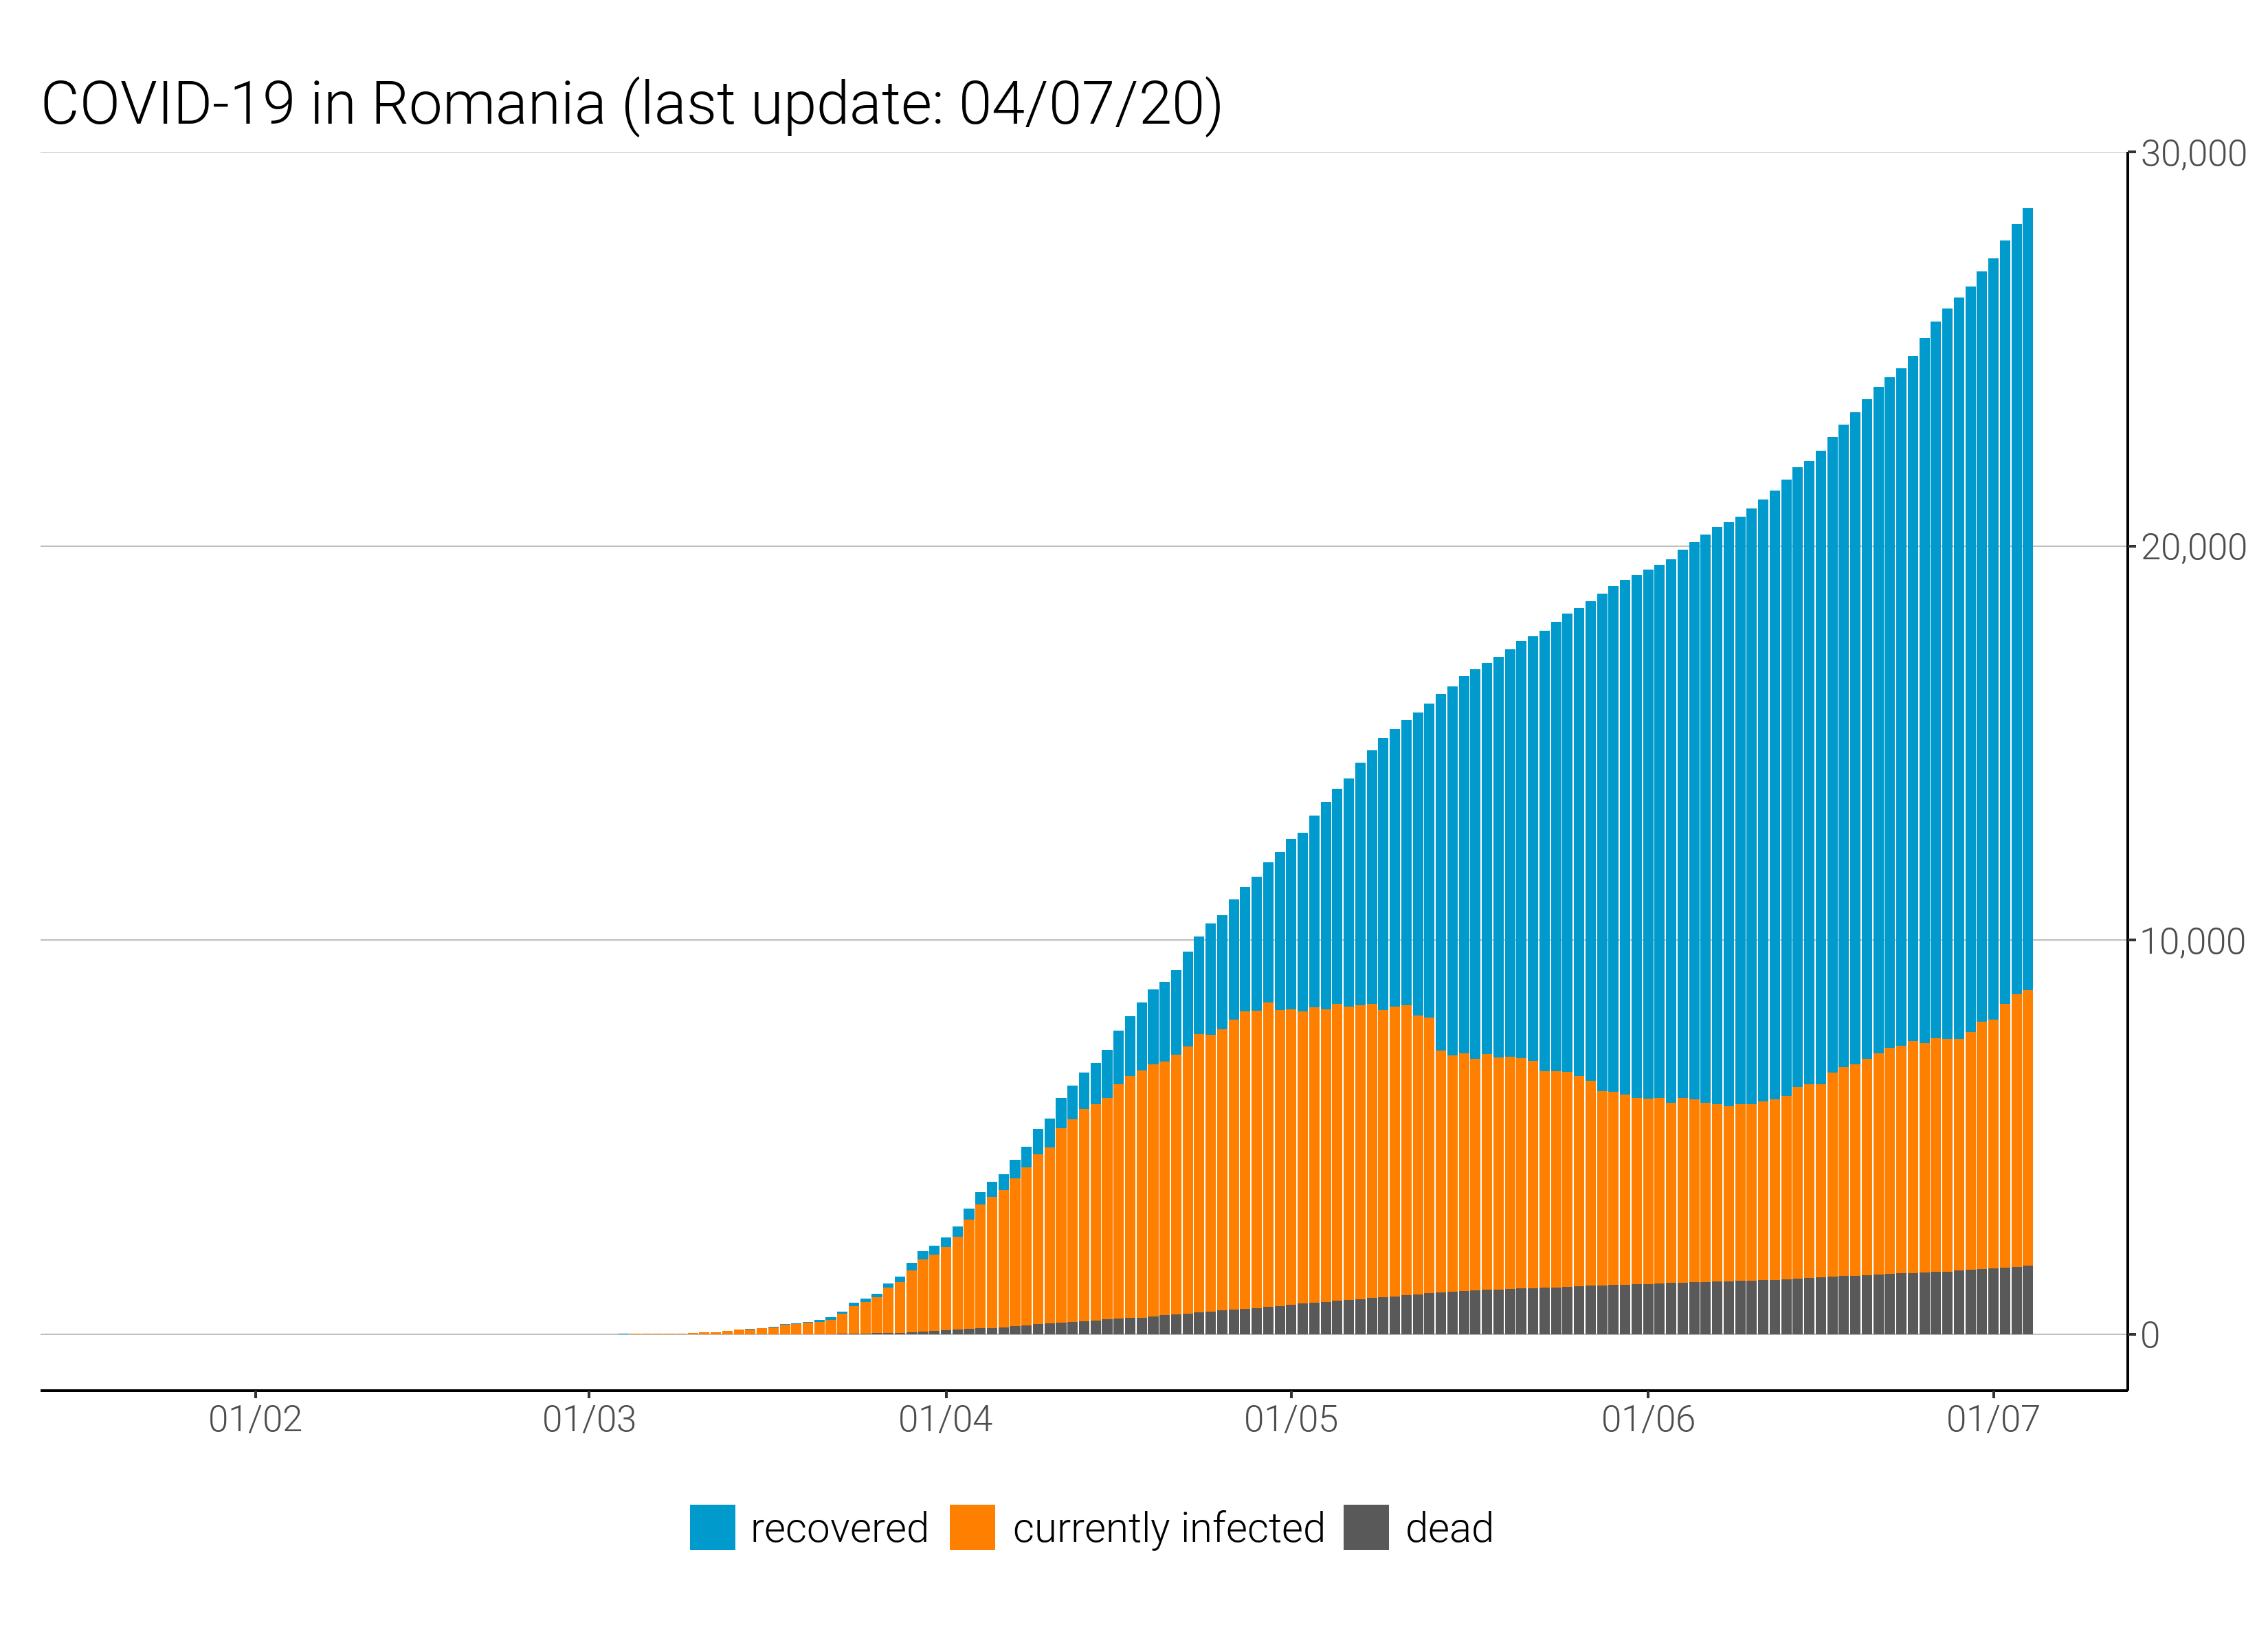 COVID-19 in Romania (last update: 04/07/20)
30,000
20,000
10,000
0
01/02 01/03 01/04 01/05 01/06 01/07
recovered currently infected dead